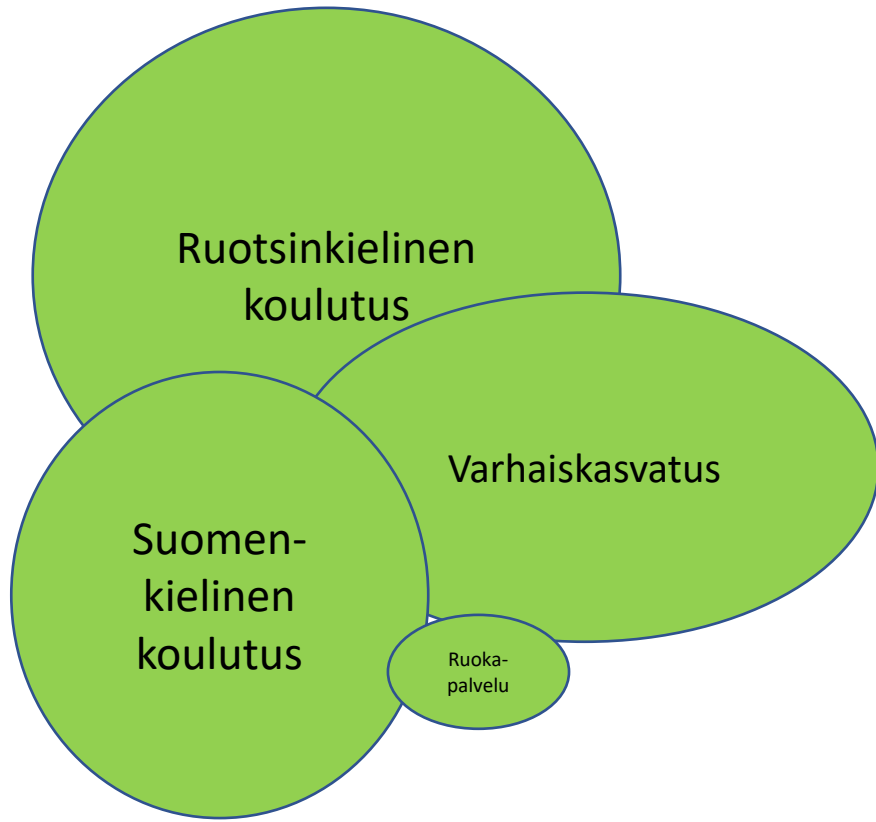 Ruotsinkielinen
koulutus
Varhaiskasvatus
Suomen-
kielinen
koulutus
Ruoka-
palvelu